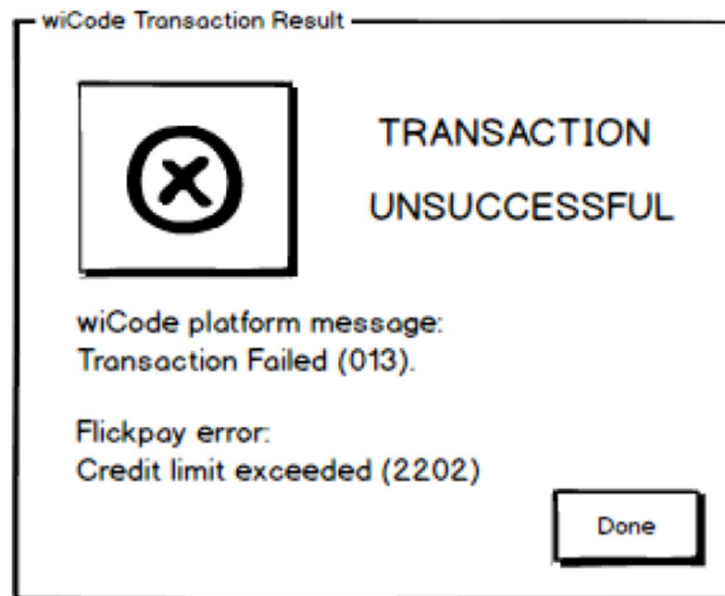 wiCode Transaction Result
TRANSACTION
UNSUCCESSFUL
wiCode platform message:
Transaction Failed (013).
Flickpay error:
Credit limit exceeded (2202)
Done